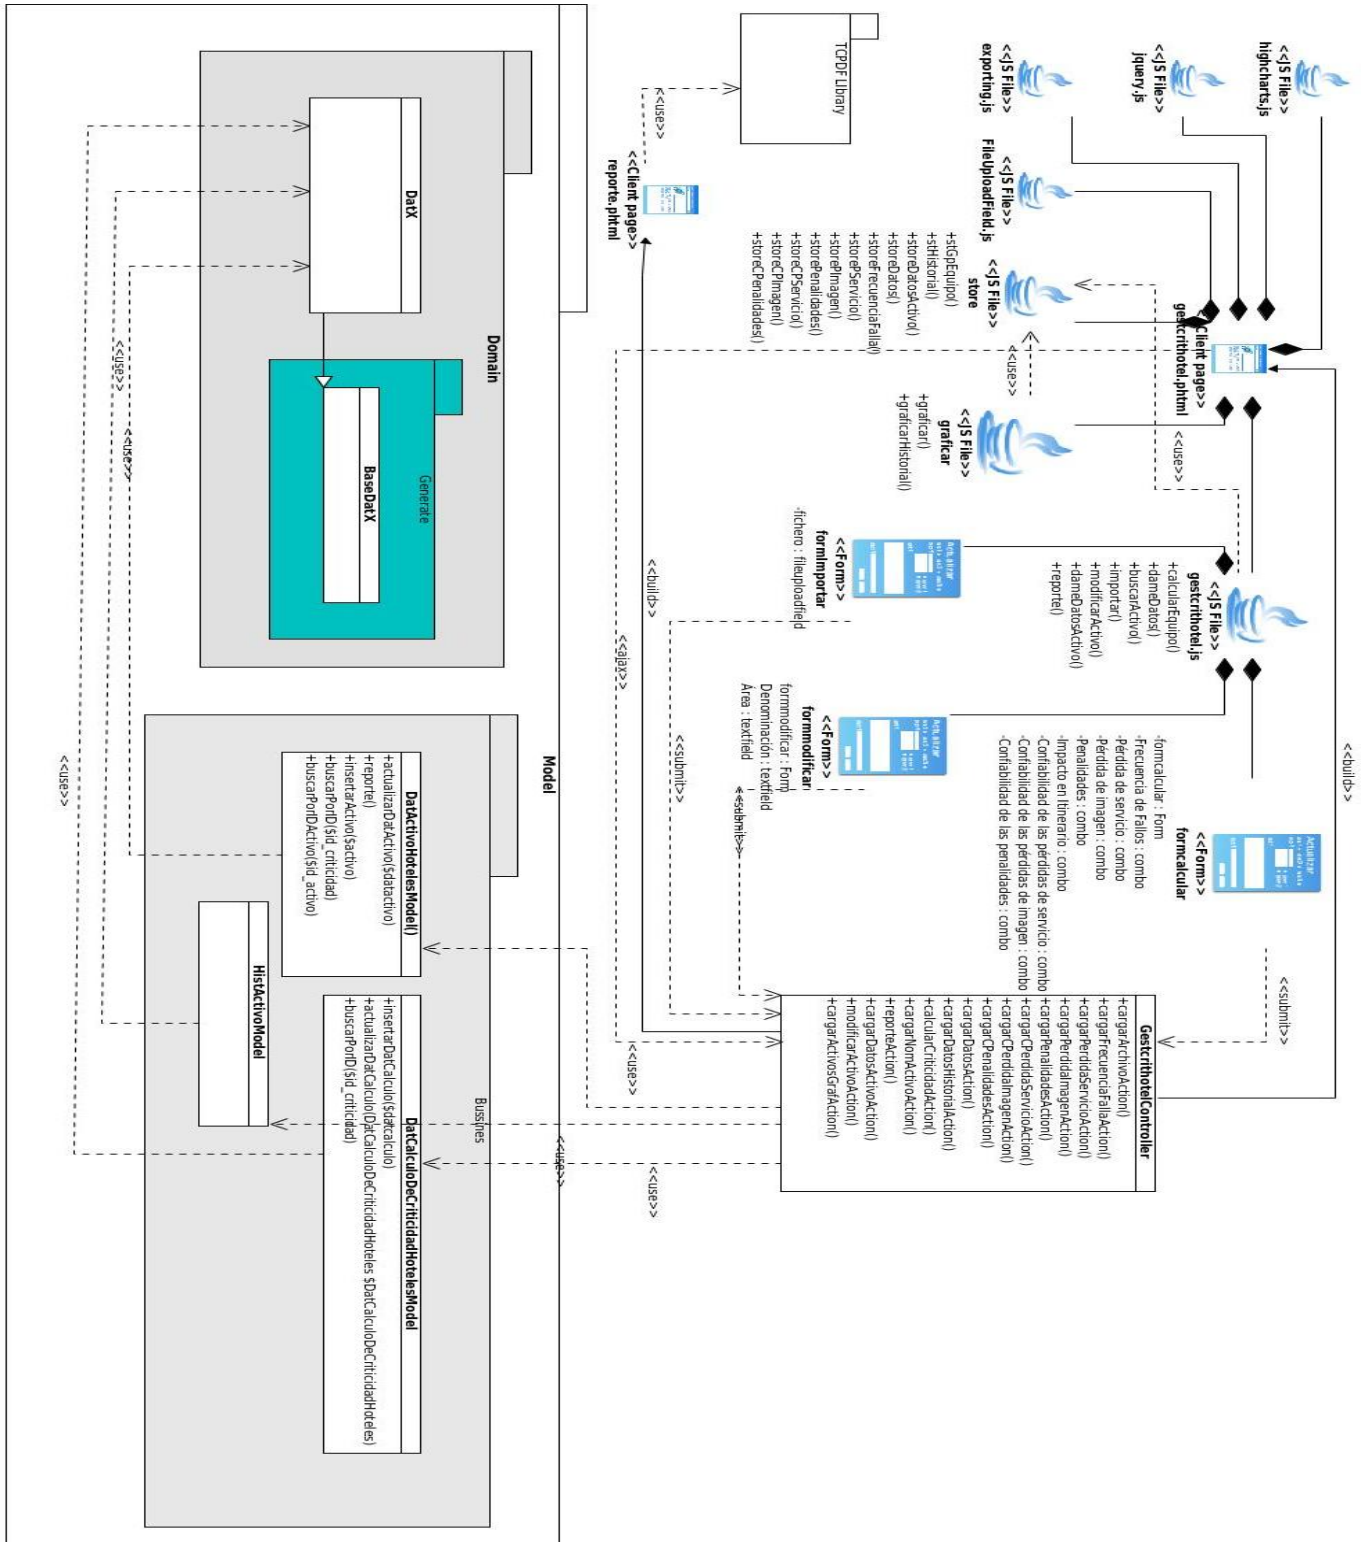 <<build>>
<<JS File>>
highcharts.js
<<JS File>>
jquery.js
<<JS File>>
exporting.js
<<JS File>>
FileUploadField.js
<<JS File>>
store
+stGpEquipo()
+stHistorial()
+storeDatosActivo()
+storeDatos()
+storeFrecuenciaFalla()
+storePServicio()
+storePImagen()
+storePenalidades()
+storeCPServicio()
+storeCPImagen()
+storeCPenalidades()
<<Client page>>
gestcrithotel.phtml
<<use>>
<<use>>
<<JS File>>
graficar
+graficar()
+graficarHistorial()
<<JS File>>
gestcrithotel.js
+calcularEquipo()
+dameDatos()
+buscarActivo()
+importar()
+modificarActivo()
+dameDatosActivo()
+reporte()
Actualizar
<<Form>>
formImportar
-fichero : fileuploadfield
Actualizar
<<Form>>
formmodificar
formmodificar : Form
Denominación : textfield
Área : textfield
Actualizar
<<Form>>
formcalcular
-formcalcular : Form
-Frecuencia de Fallos : combo
-Pérdida de servicio : combo
-Pérdida de imagen : combo
-Penalidades : combo
-Impacto en Itinerario : combo
-Confiabilidad de las pérdidas de servicio : combo
-Confiabilidad de las pérdidas de imagen : combo
-Confiabilidad de las penalidades : combo
<<submit>>
<<submit>>
<<submit>>
GestcrithotelController
+cargarArchivoAction()
+cargarFrecuenciaFallaAction()
+cargarPerdidaServicioAction()
+cargarPerdidaImagenAction()
+cargarPenalidadesAction()
+cargarCPerdidaServicioAction()
+cargarCPerdidaImagenAction()
+cargarCPenalidadesAction()
+cargarDatosAction()
+cargarDatosHistorialAction()
+calcularCriticidadAction()
+cargarNomActivoAction()
+reporteAction()
+cargarDatosActivoAction()
+modificarActivoAction()
+cargarActivosGrafAction()
TCPDF Library
<<use>>
<<Client page>>
reporte.phtml
<<build>>
<<ajax>>
<<use>>
<<use>>
<<use>>
Model
Domain
DatX
Generate
BaseDatX
Bussines
DatActivoHotelesModel()
+actualizarDatActivo($datactivo)
+reporte()
+insertarActivo($activo)
+buscarPorID($id_criticidad)
+buscarPorIDActivo($id_activo)
DatCalculoDeCriticidadHotelesModel
+insertarDatCalculo($datcalculo)
+actualizarDatCalculo(DatCalculoDeCriticidadHoteles $DatCalculoDeCriticidadHoteles)
+buscarPorID($id_criticidad)
HistActivoModel
<<use>>
<<use>>
<<use>>